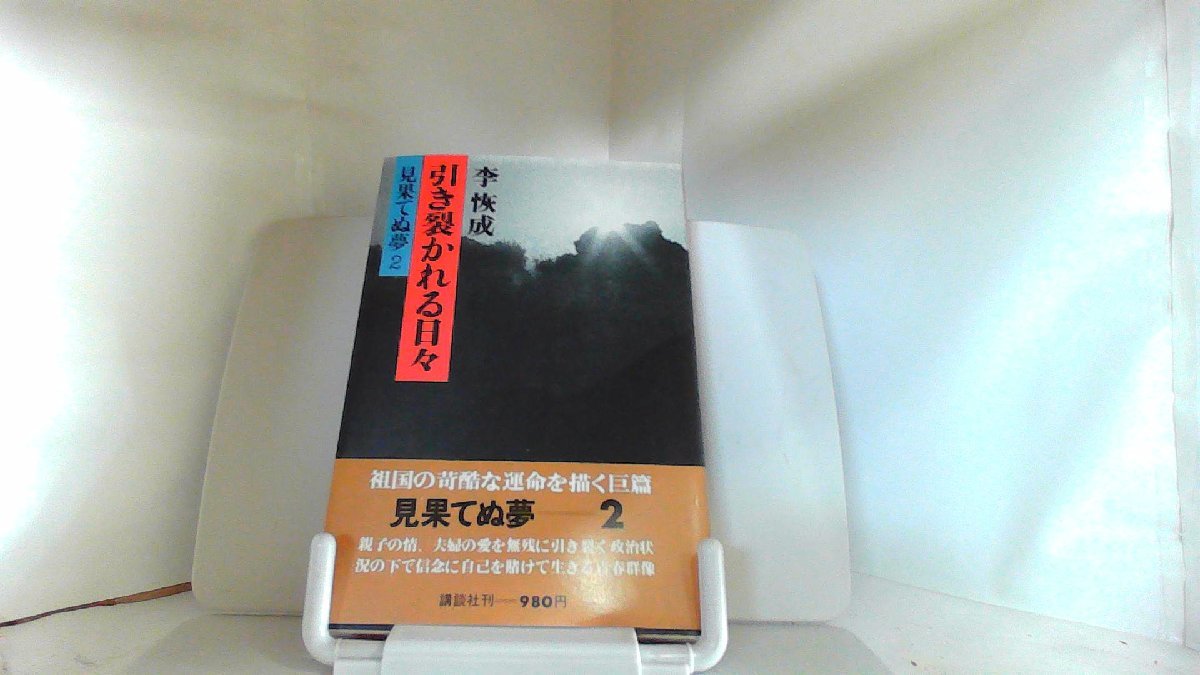 李恢成
引き裂かれる日々
見果てぬ夢2
祖国の苛酷な運命を描く巨篇
見果てぬ夢――2
親子の情、夫婦の愛を無残に引き裂く政治状
況の下で信念に自己を賭けて生きる青春群像
講談社刊――980円